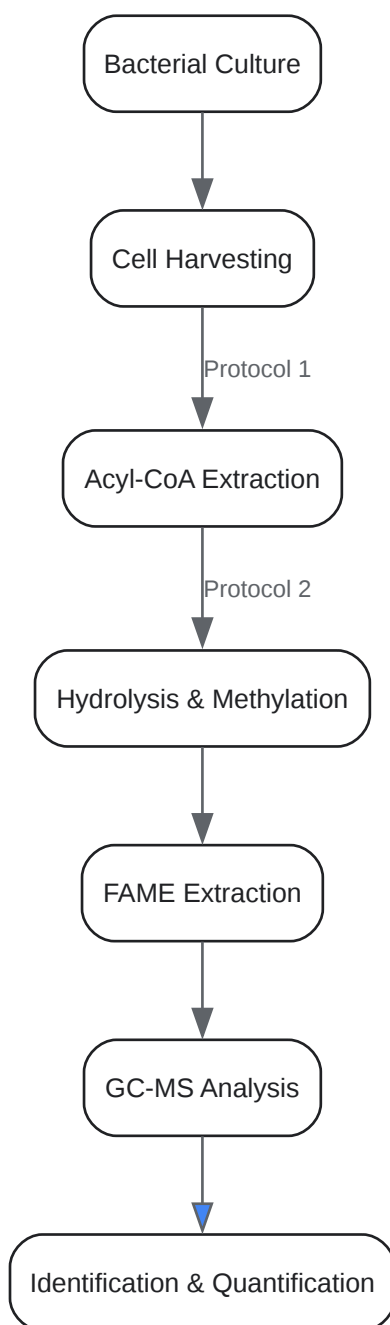 Bacterial Culture
Cell Harvesting
Protocol 1
Acyl-CoA Extraction
Protocol 2
Hydrolysis & Methylation
FAME Extraction
GC-MS Analysis
Identification & Quantification